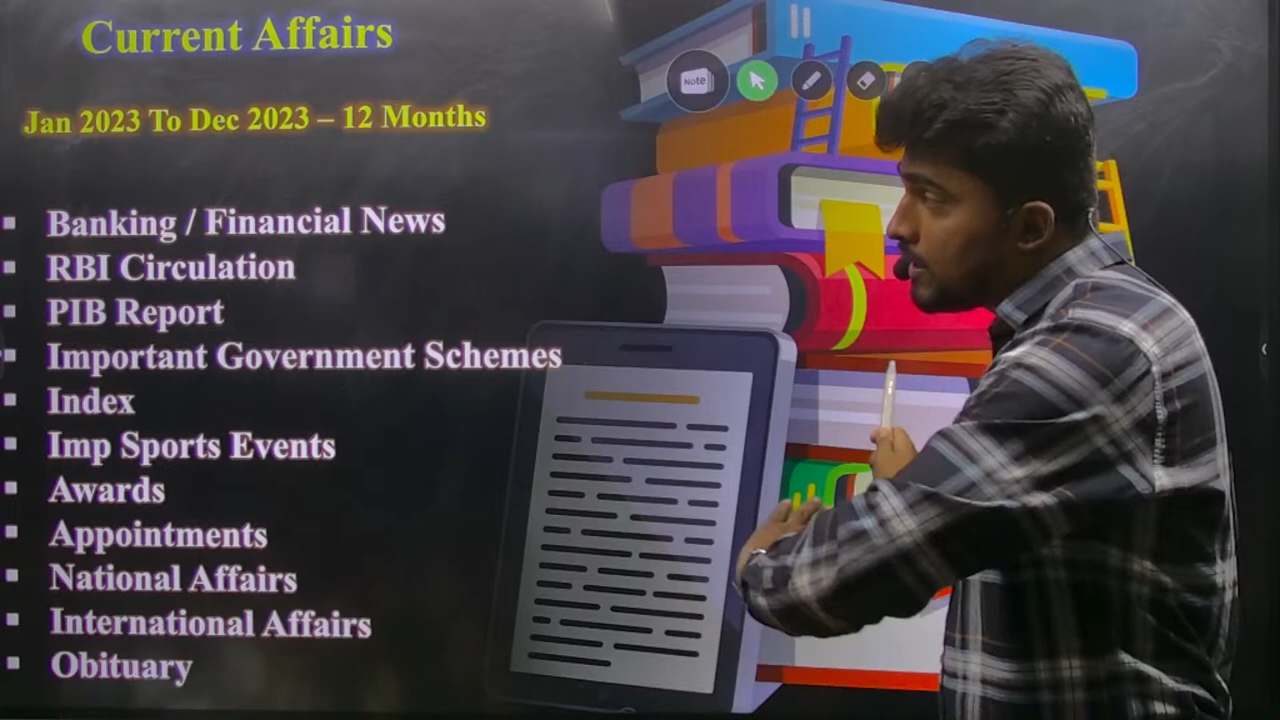 Current Affairs
Jan 2023 To Dec 2023 – 12 Months
Note
▪ Banking / Financial News
▪ RBI Circulation
▪ PIB Report
▪ Important Government Schemes
▪ Index
▪ Imp Sports Events
▪ Awards
▪ Appointments
▪ National Affairs
▪ International Affairs
▪ Obituary